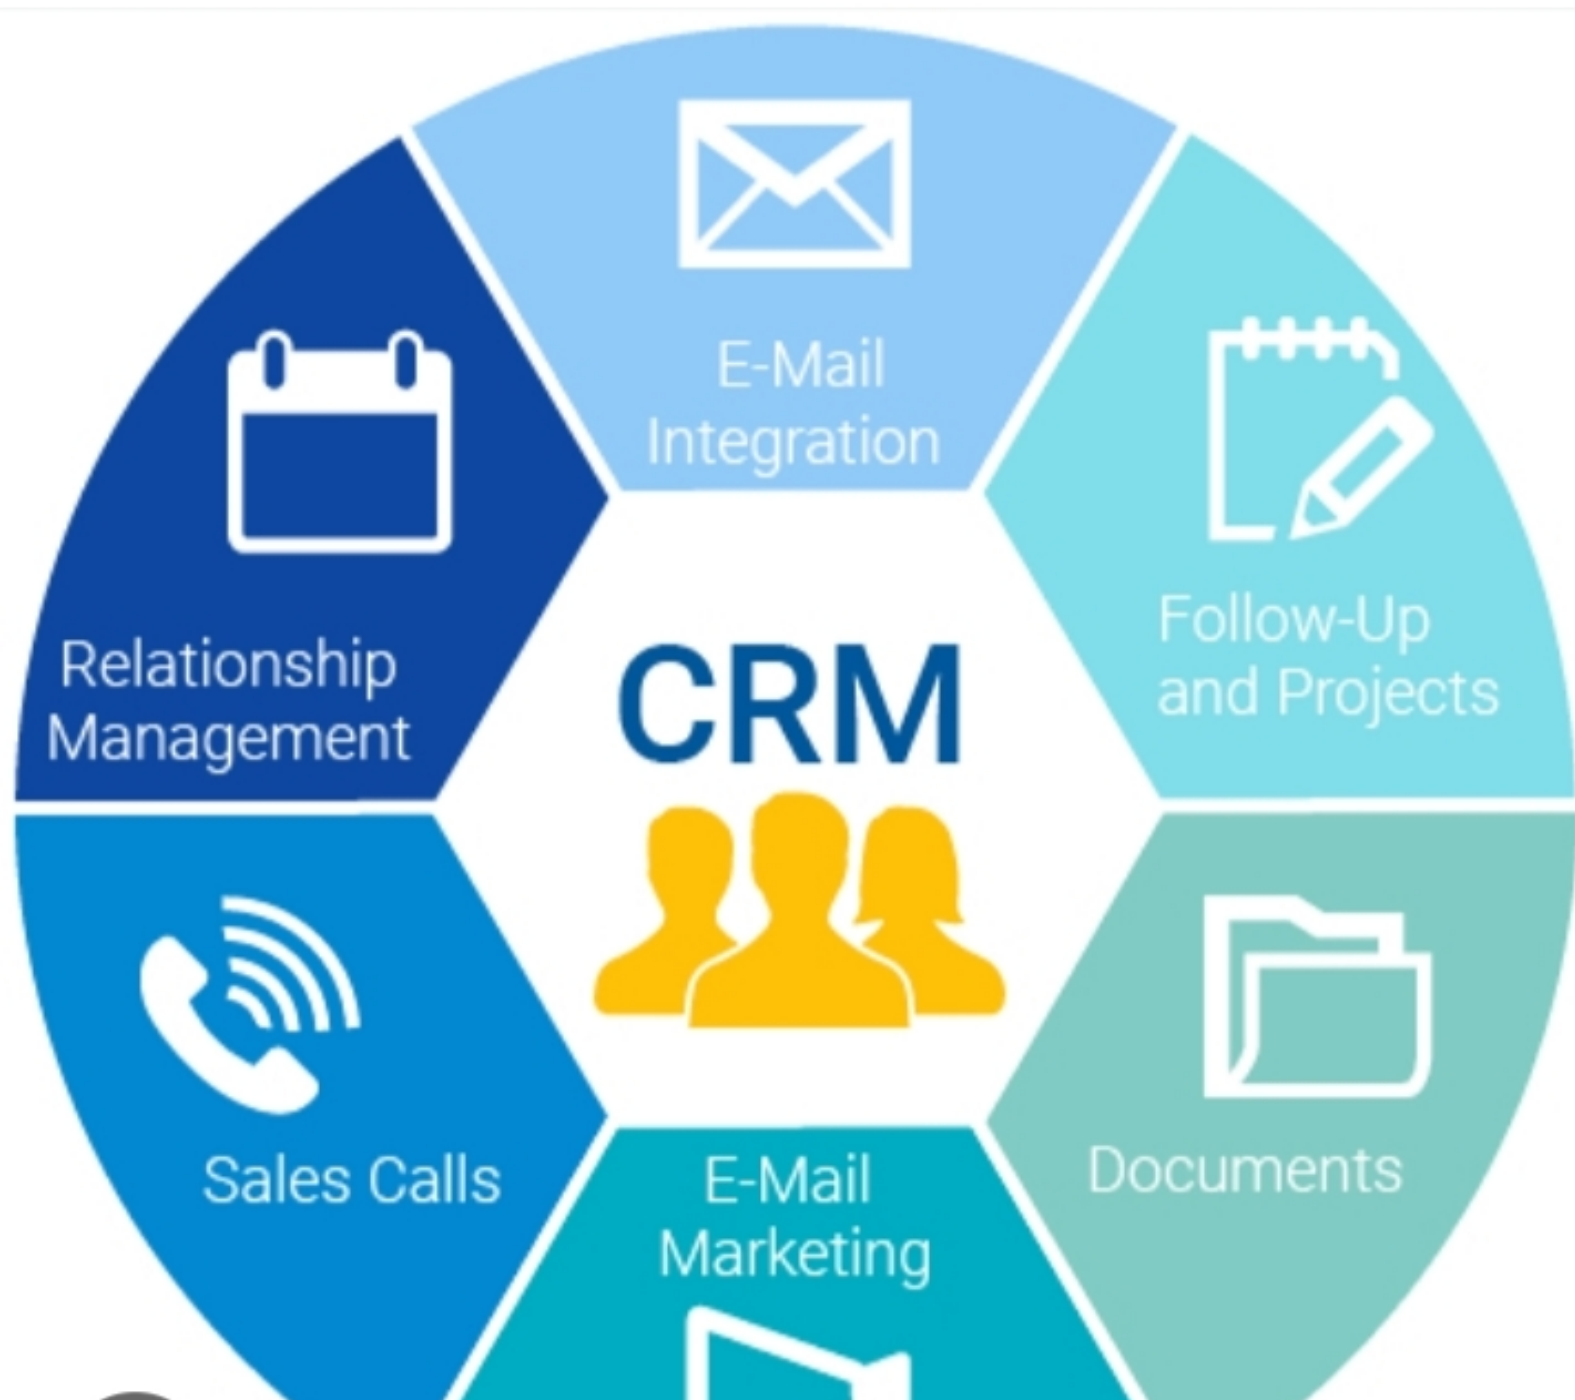 E-Mail
Integration
Follow-Up
and Projects
Relationship
Management
CRM
Sales Calls
Documents
E-Mail
Marketing